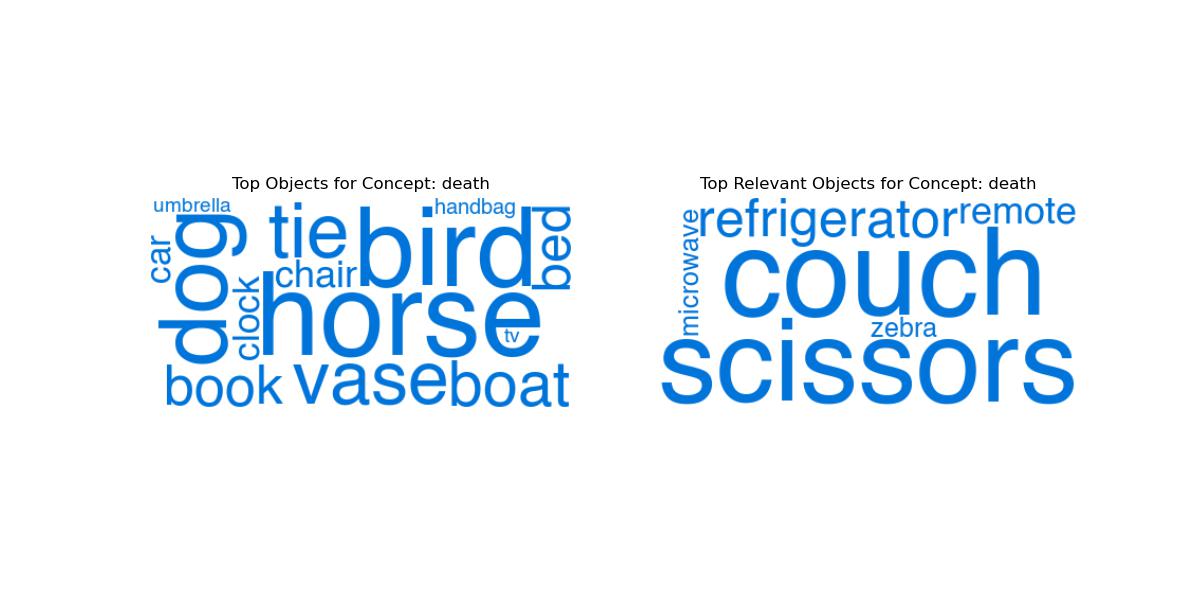 Top Objects for Concept: death
umbrella
handbag
tie
bird
bed
dog
car
chair
clock
horse
tv
book
vase
boat
Top Relevant Objects for Concept: death
refrigerator
remote
microwave
couch
zebra
scissors